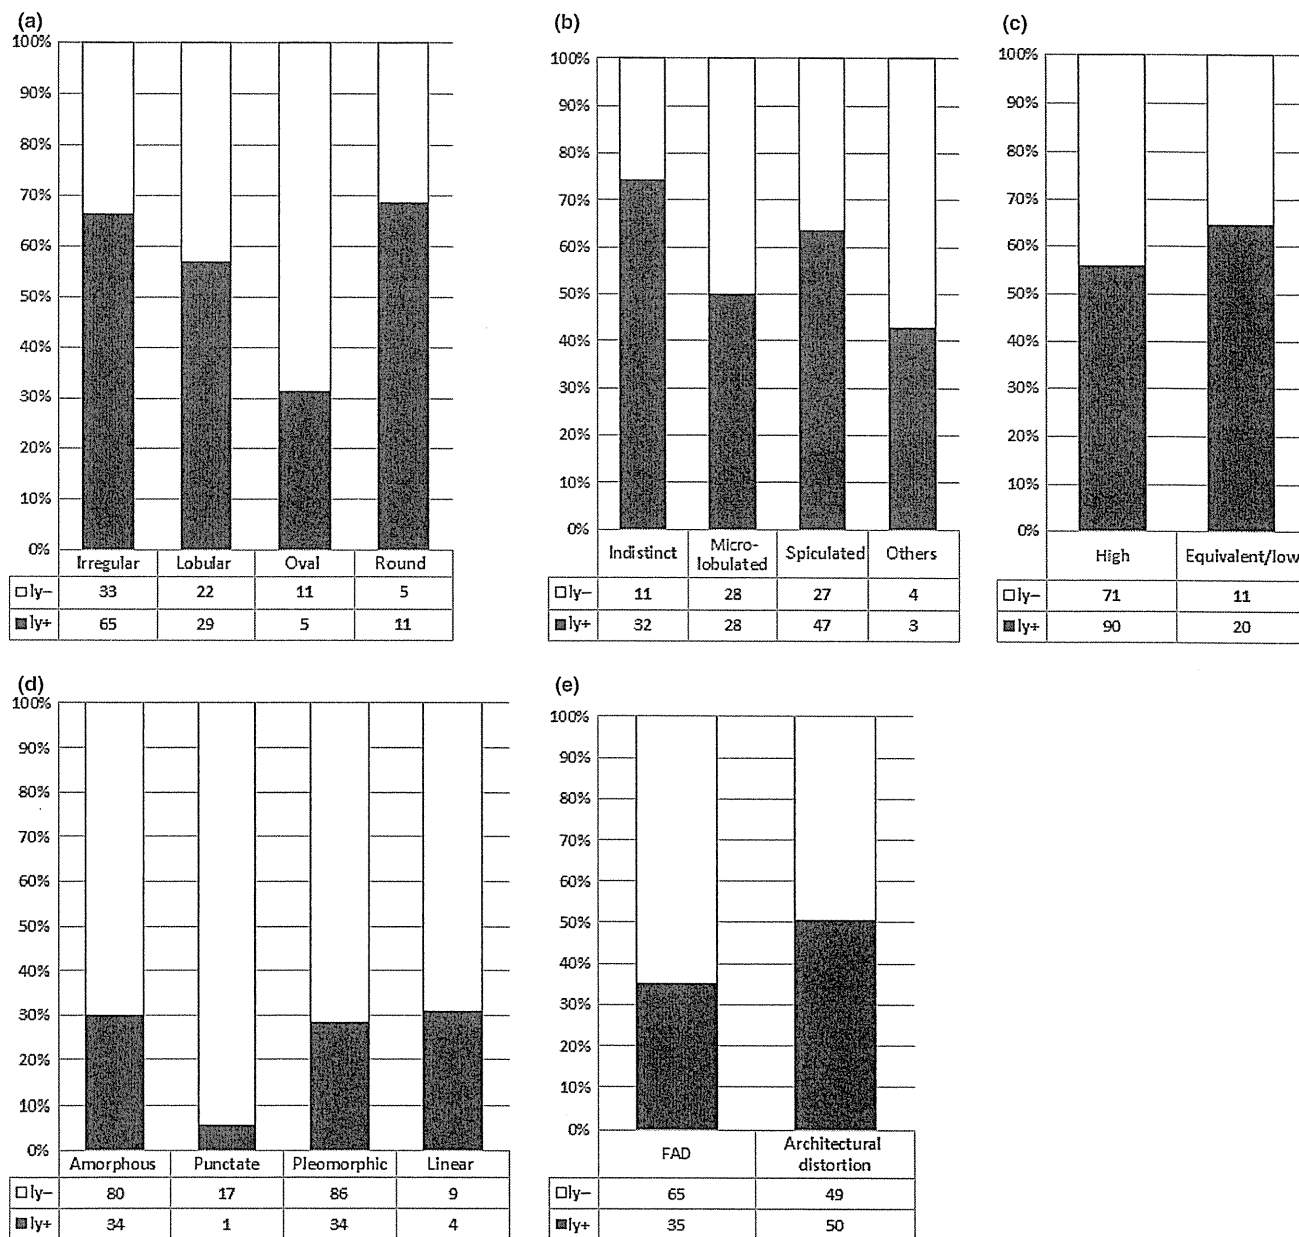 (a)
100%
90%
80%
70%
60%
50%
40%
30%
20%
10%
0%
Irregular Lobular Oval Round
ly− 33 22 11 5
ly+ 65 29 5 11
(b)
100%
90%
80%
70%
60%
50%
40%
30%
20%
10%
0%
Indistinct Micro-lobulated Spiculated Others
ly− 11 28 27 4
ly+ 32 28 47 3
(c)
100%
90%
80%
70%
60%
50%
40%
30%
20%
10%
0%
High Equivalent/low
ly− 71 11
ly+ 90 20
(d)
100%
90%
80%
70%
60%
50%
40%
30%
20%
10%
0%
Amorphous Punctate Pleomorphic Linear
ly− 80 17 86 9
ly+ 34 1 34 4
(e)
100%
90%
80%
70%
60%
50%
40%
30%
20%
10%
0%
FAD Architectural distortion
ly− 65 49
ly+ 35 50